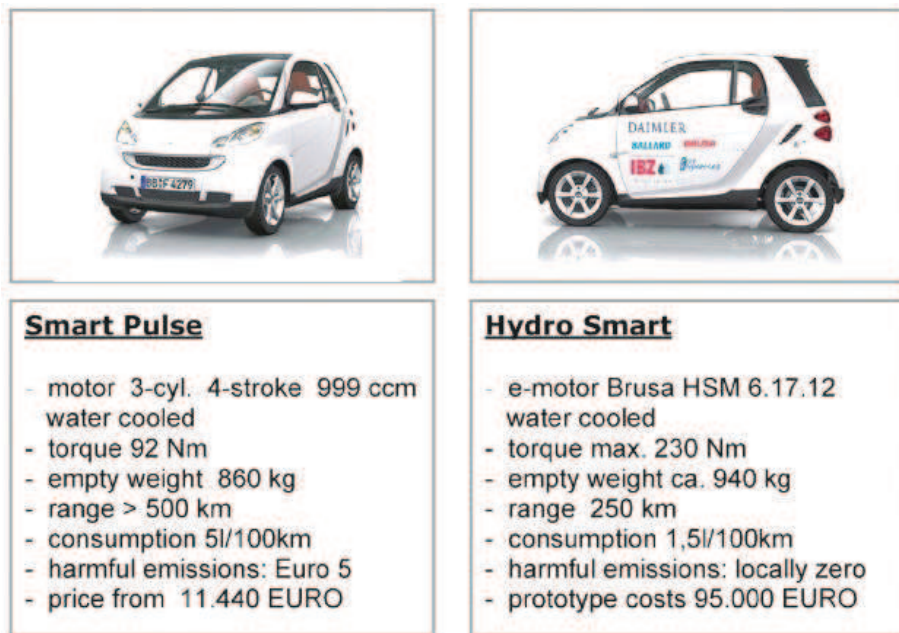 BB:F 4279
DAIMLER
BALLARD
IBZ
Smart Pulse
- motor 3-cyl. 4-stroke 999 ccm
water cooled
- torque 92 Nm
- empty weight 860 kg
- range > 500 km
- consumption 5l/100km
- harmful emissions: Euro 5
- price from 11.440 EURO
Hydro Smart
- e-motor Brusa HSM 6.17.12
water cooled
- torque max. 230 Nm
- empty weight ca. 940 kg
- range 250 km
- consumption 1,5l/100km
- harmful emissions: locally zero
- prototype costs 95.000 EURO